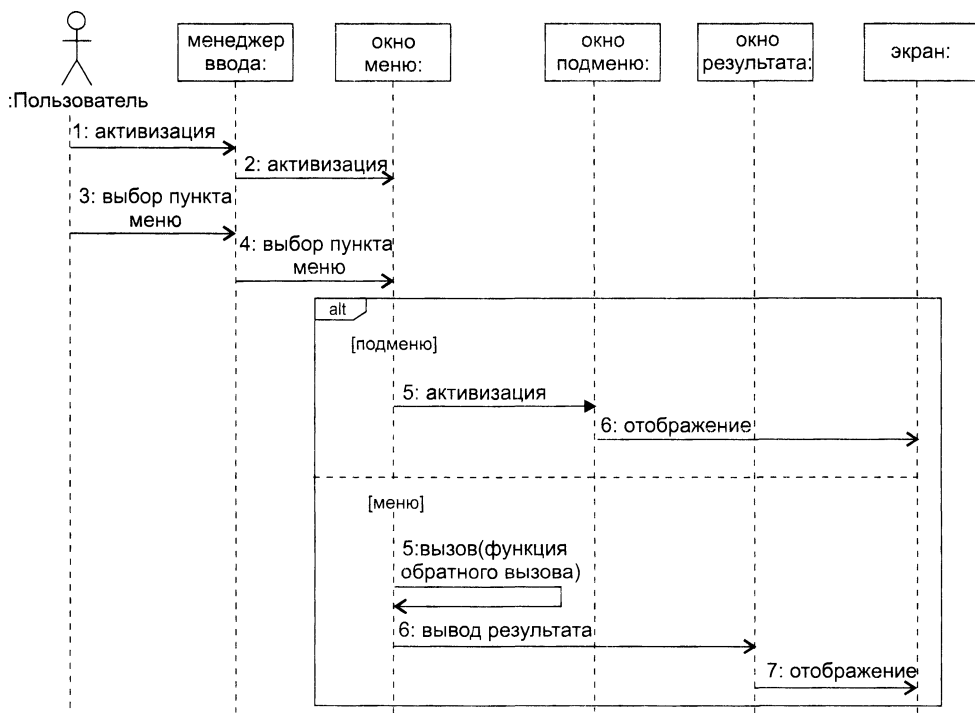 менеджер
ввода:
окно
меню:
окно
подменю:
окно
результата:
экран:
:Пользователь
1: активизация
2: активизация
3: выбор пункта
меню
4: выбор пункта
меню
alt
[подменю]
5: активизация
6: отображение
[меню]
5:вызов(функция
обратного вызова)
6: вывод результата
7: отображение